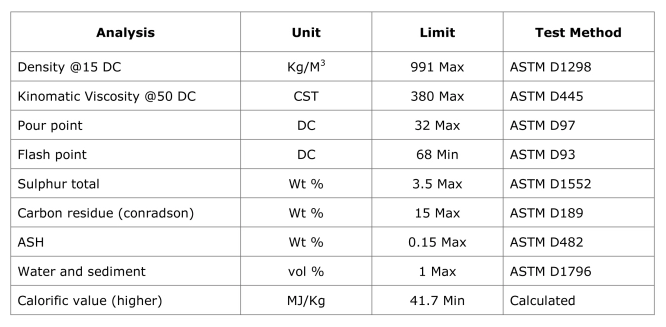 Analysis Unit Limit Test Method
Density @15 DC Kg/M³ 991 Max ASTM D1298
Kinomatic Viscosity @50 DC CST 380 Max ASTM D445
Pour point DC 32 Max ASTM D97
Flash point DC 68 Min ASTM D93
Sulphur total Wt % 3.5 Max ASTM D1552
Carbon residue (conradson) Wt % 15 Max ASTM D189
ASH Wt % 0.15 Max ASTM D482
Water and sediment vol % 1 Max ASTM D1796
Calorific value (higher) MJ/Kg 41.7 Min Calculated